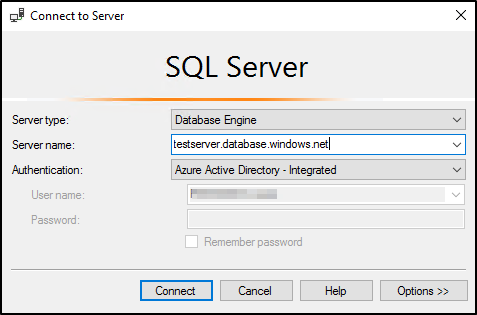 Connect to Server
SQL Server
Server type: Database Engine
Server name: testserver.database.windows.net
Authentication: Azure Active Directory - Integrated
User name:
Password:
Remember password
Connect Cancel Help Options >>